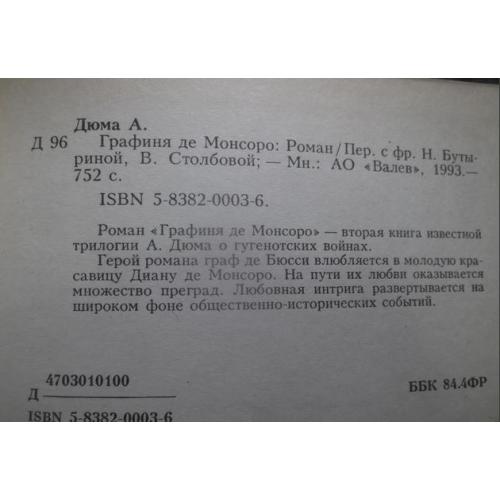 Дюма А.
Д 96 Графиня де Монсоро: Роман/Пер. с фр. Н. Буты-
риной, В. Столбовой; — Мн.: АО «Валев», 1993.—
752 с.
ISBN 5-8382-0003-6.
Роман «Графиня де Монсоро» — вторая книга известной
трилогии А. Дюма о гугенотских войнах.
Герой романа граф де Бюсси влюбляется в молодую кра-
савицу Диану де Монсоро. На пути их любви оказывается
множество преград. Любовная интрига развертывается на
широком фоне общественно-исторических событий.
4703010100
Д —
ББК 84.4ФР
ISBN 5-8382-0003-6